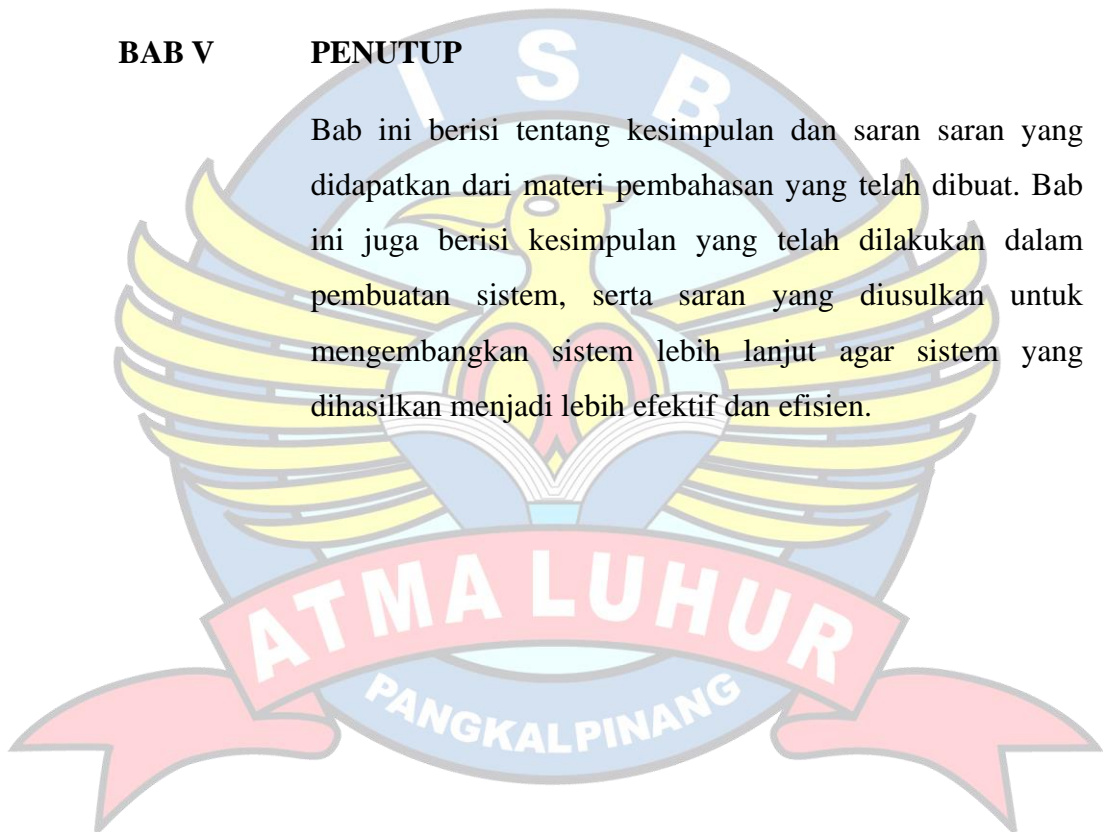 BAB V PENUTUP
Bab ini berisi tentang kesimpulan dan saran saran yang
didapatkan dari materi pembahasan yang telah dibuat. Bab
ini juga berisi kesimpulan yang telah dilakukan dalam
pembuatan sistem, serta saran yang diusulkan untuk
mengembangkan sistem lebih lanjut agar sistem yang
dihasilkan menjadi lebih efektif dan efisien.
I S B
ATMA LUHUR
PANGKALPINANG